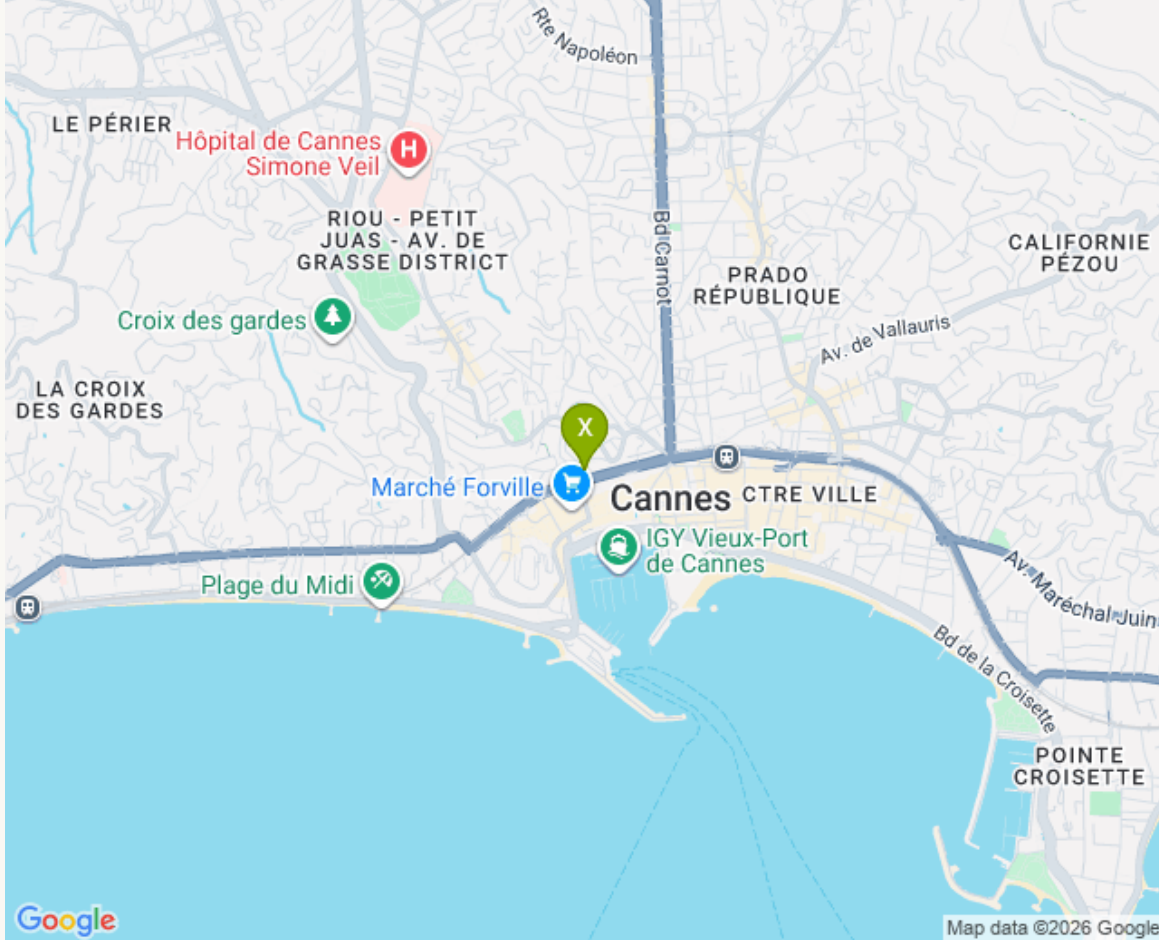 Rte Napoléon
LE PÉRIER
Hôpital de Cannes
Simone Veil
H
RIOU - PETIT
JUAS - AV. DE
GRASSE DISTRICT
Bd Carnot
CALIFORNIE
PÉZOU
PRADO
RÉPUBLIQUE
Croix des gardes
Av. de Vallauris
LA CROIX
DES GARDES
X
Marché Forville
Cannes
CTRE VILLE
IGY Vieux-Port
de Cannes
Plage du Midi
Av. Maréchal Juin
Bd de la Croisette
POINTE
CROISETTE
Google
Map data ©2026 Google